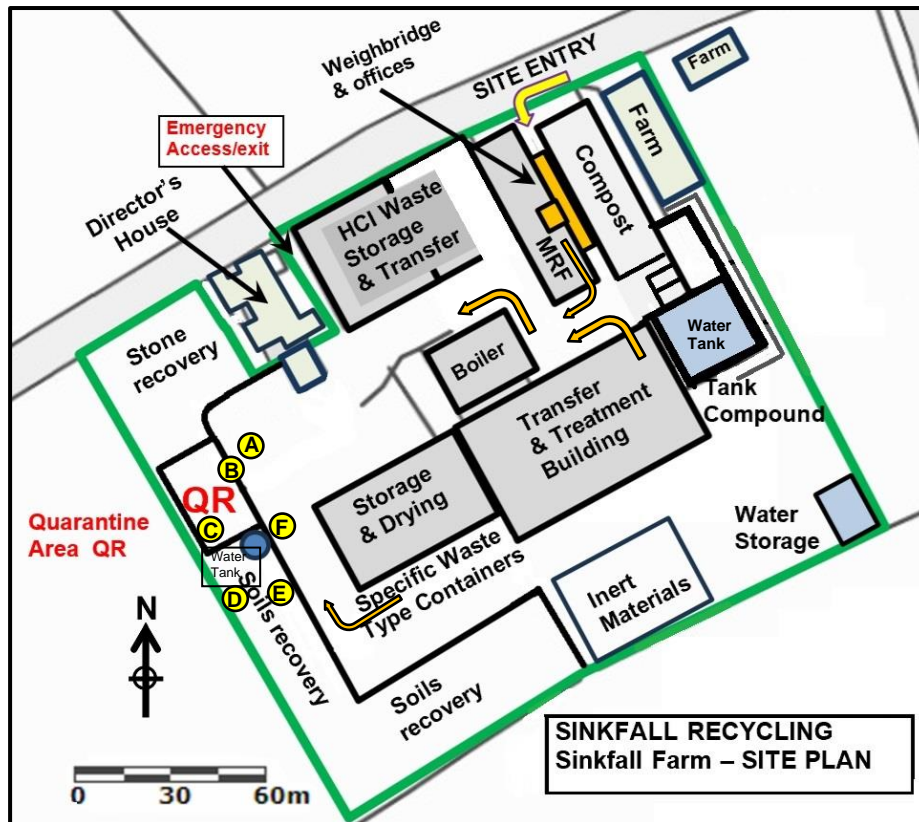 Weighbridge
& offices
SITE ENTRY
Farm
Farm
Emergency
Access/exit
Director's
House
HCI Waste
Storage
& Transfer
MRF
Compost
Stone
recovery
Boiler
Water
Tank
Tank
Compound
Transfer
& Treatment
Building
Storage
& Drying
A
B
QR
C
F
Quarantine
Area QR
Water
Tank
D
E
Soils recovery
Specific Waste
Type Containers
Water
Storage
Inert
Materials
N
Soils
recovery
0 30 60m
SINKFALL RECYCLING
Sinkfall Farm – SITE PLAN